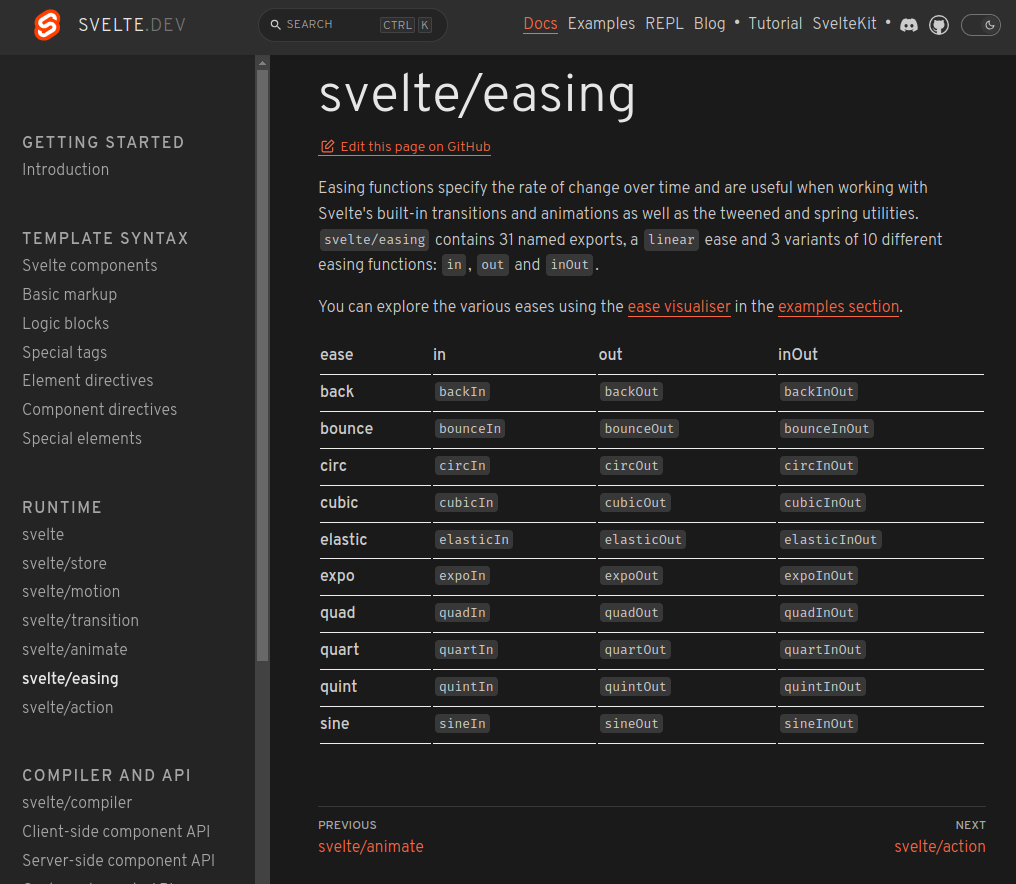 SVELTE.DEV
SEARCH CTRL K
Docs Examples REPL Blog • Tutorial SvelteKit •
GETTING STARTED
Introduction
TEMPLATE SYNTAX
Svelte components
Basic markup
Logic blocks
Special tags
Element directives
Component directives
Special elements
RUNTIME
svelte
svelte/store
svelte/motion
svelte/transition
svelte/animate
svelte/easing
svelte/action
COMPILER AND API
svelte/compiler
Client-side component API
Server-side component API
svelte/easing
Edit this page on GitHub
Easing functions specify the rate of change over time and are useful when working with
Svelte's built-in transitions and animations as well as the tweened and spring utilities.
svelte/easing contains 31 named exports, a linear ease and 3 variants of 10 different
easing functions: in, out and inOut.
You can explore the various eases using the ease visualiser in the examples section.
ease in out inOut
back backIn backOut backInOut
bounce bounceIn bounceOut bounceInOut
circ circIn circOut circInOut
cubic cubicIn cubicOut cubicInOut
elastic elasticIn elasticOut elasticInOut
expo expoIn expoOut expoInOut
quad quadIn quadOut quadInOut
quart quartIn quartOut quartInOut
quint quintIn quintOut quintInOut
sine sineIn sineOut sineInOut
PREVIOUS NEXT
svelte/animate svelte/action